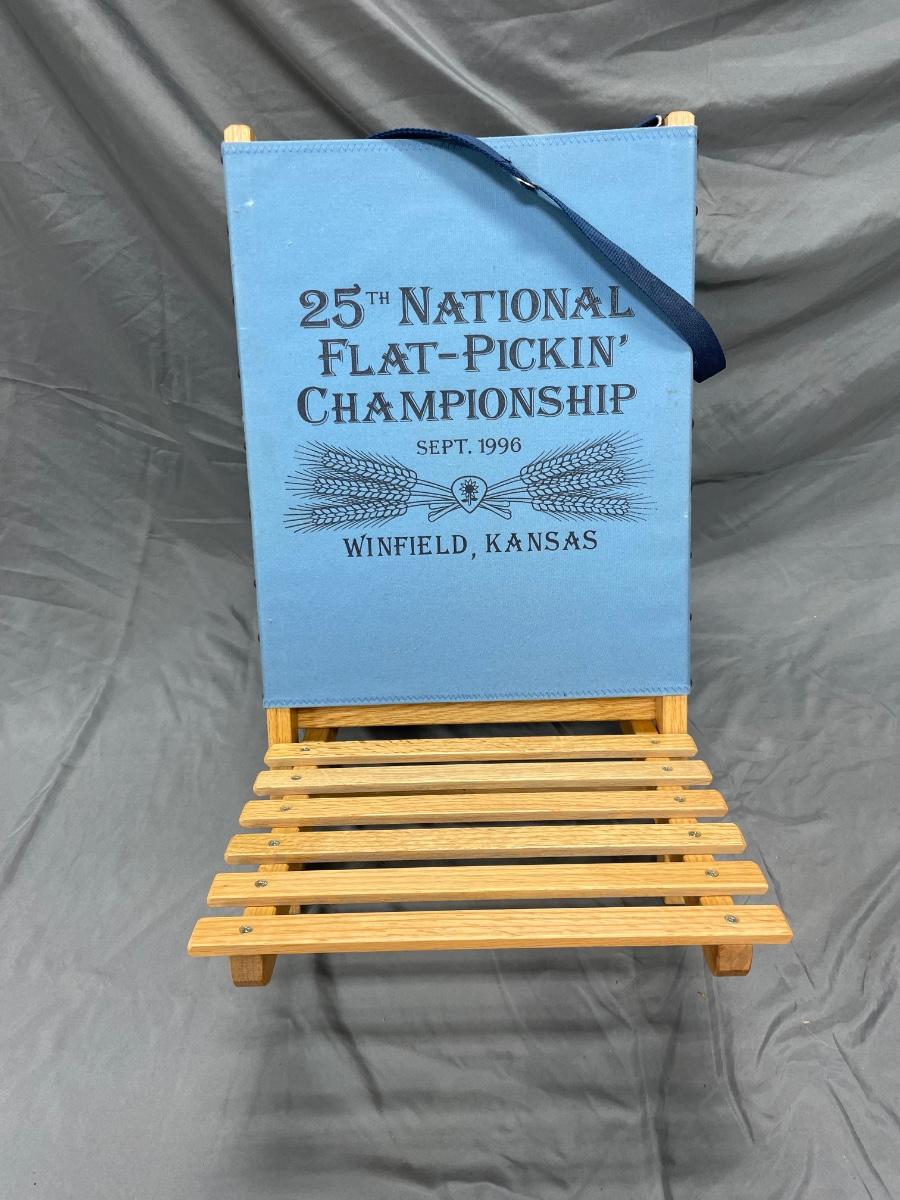 25TH NATIONAL
FLAT-PICKIN'
CHAMPIONSHIP
SEPT. 1996
WINFIELD, KANSAS